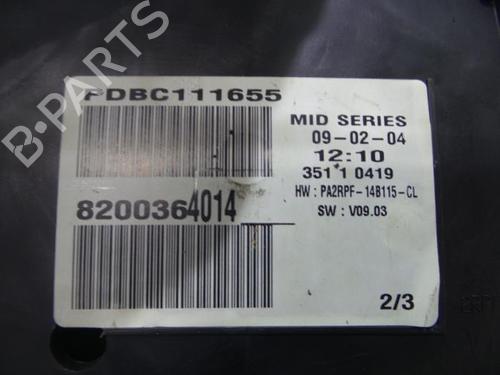 PDBC111655
MID SERIES
09-02-04
12:10
351 1 0419
HW : PA2RPF-14B115-CL
SW : V09.03
8200364014
2/3
B-PARTS